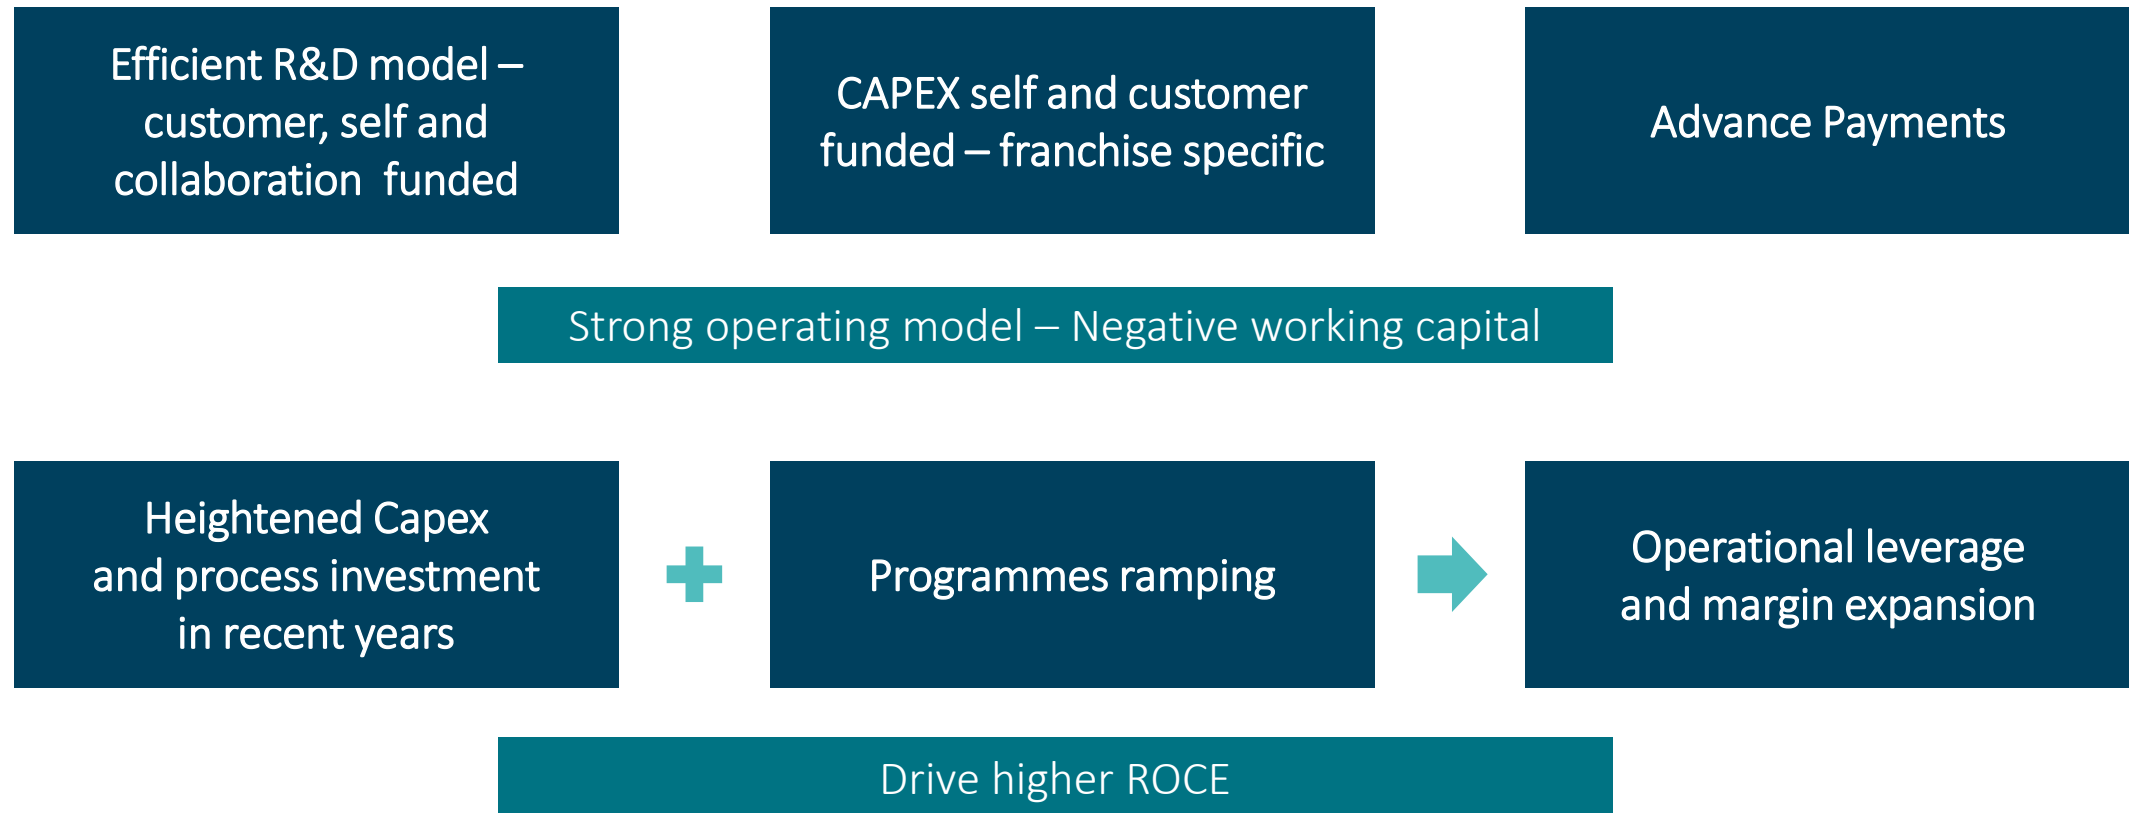 Efficient R&D model –
customer, self and
collaboration  funded
CAPEX self and customer
funded – franchise specific
Advance Payments
Strong operating model – Negative working capital
Heightened Capex
and process investment
in recent years
Programmes ramping
Operational leverage
and margin expansion
Drive higher ROCE